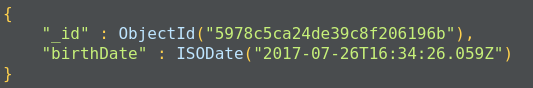 {
    "_id" : ObjectId("5978c5ca24de39c8f206196b"),
    "birthDate" : ISODate("2017-07-26T16:34:26.059Z")
}